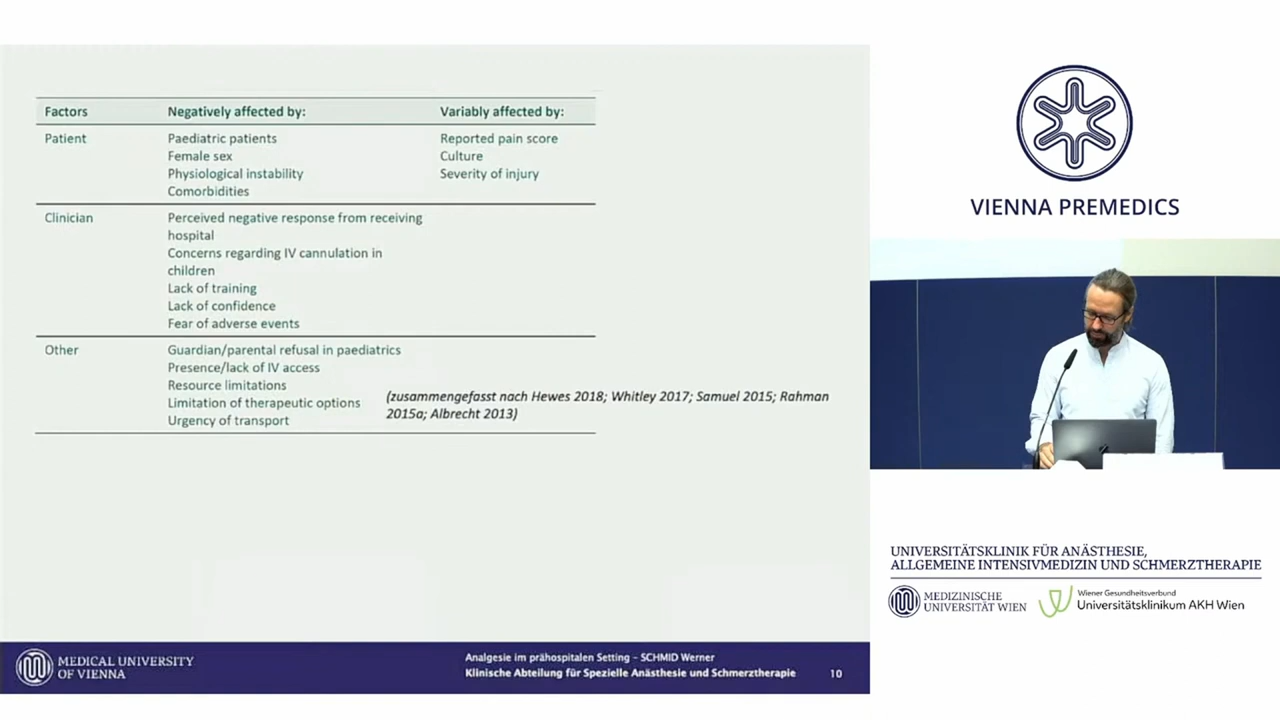 Factors Negatively affected by: Variably affected by:
Patient Paediatric patients Reported pain score
Female sex Culture
Physiological instability Severity of injury
Comorbidities
Clinician Perceived negative response from receiving
hospital
Concerns regarding IV cannulation in
children
Lack of training
Lack of confidence
Fear of adverse events
Other Guardian/parental refusal in paediatrics
Presence/lack of IV access
Resource limitations
Limitation of therapeutic options
Urgency of transport
(zusammengefasst nach Hewes 2018; Whitley 2017; Samuel 2015; Rahman
2015a; Albrecht 2013)
MEDICAL UNIVERSITY
OF VIENNA
Analgesie im prähospitalen Setting – SCHMID Werner
Klinische Abteilung für Spezielle Anästhesie und Schmerztherapie 10
VIENNA PREMEDICS
UNIVERSITÄTSKLINIK FÜR ANÄSTHESIE,
ALLGEMEINE INTENSIVMEDIZIN UND SCHMERZTHERAPIE
MEDIZINISCHE
UNIVERSITÄT WIEN
Wiener Gesundheitsverbund
Universitätsklinikum AKH Wien